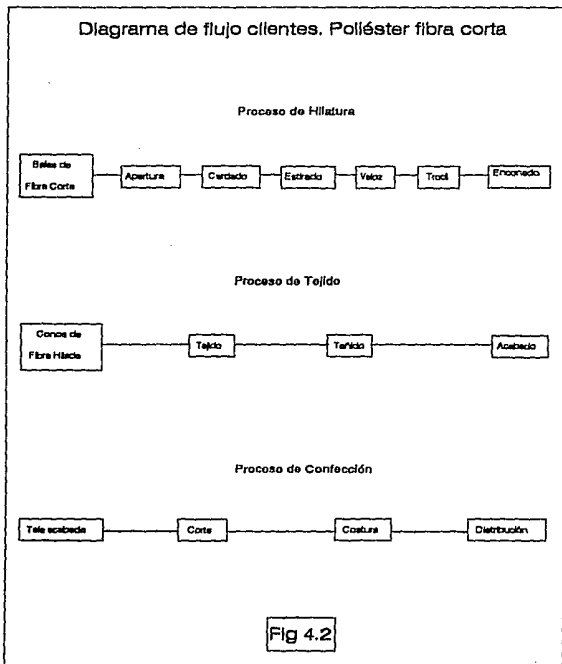 Diagrama de flujo clientes. Poliéster fibra corta
Proceso de Hilatura
Balas de
Fibra Corta
Apertura
Cardado
Estirado
Veloz
Trocil
Enconado
Proceso de Tejido
Conos de
Fibra Hilada
Tejido
Teñido
Acabado
Proceso de Confección
Tela acabada
Corte
Costura
Distribución
Fig 4.2